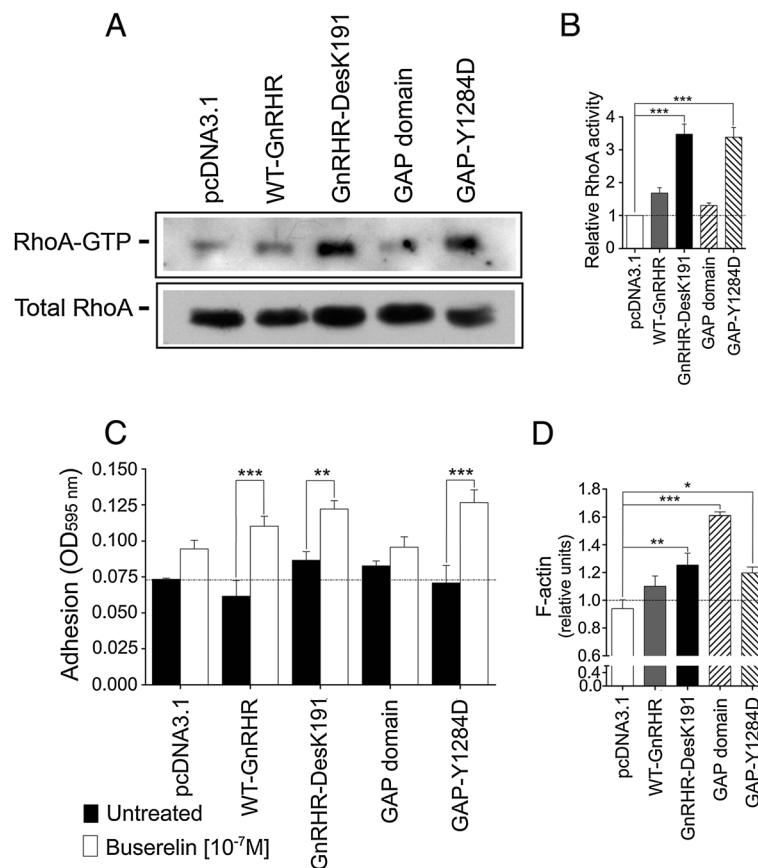 A
pcDNA3.1
WT-GnRHR
GnRHR-DesK191
GAP domain
GAP-Y1284D
RhoA-GTP
Total RhoA
B
***
***
Relative RhoA activity
4
3
2
1
0
pcDNA3.1
WT-GnRHR
GnRHR-DesK191
GAP domain
GAP-Y1284D
C
***
**
***
Adhesion (OD595 nm)
0.150
0.125
0.100
0.075
0.050
0.025
0.000
pcDNA3.1
WT-GnRHR
GnRHR-DesK191
GAP domain
GAP-Y1284D
Untreated
Buserelin [10-7M]
D
*
***
**
F-actin
(relative units)
1.8
1.6
1.4
1.2
1.0
0.8
0.6
0.4
0.2
0.0
pcDNA3.1
WT-GnRHR
GnRHR-DesK191
GAP domain
GAP-Y1284D